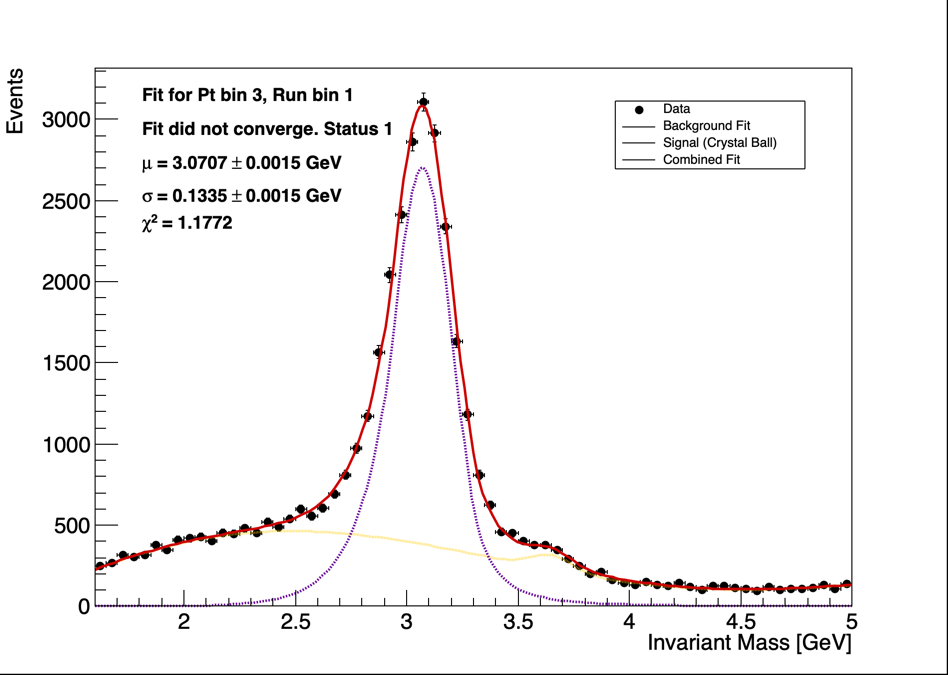 Events
Fit for Pt bin 3, Run bin 1
Fit did not converge. Status 1
μ = 3.0707 ± 0.0015 GeV
σ = 0.1335 ± 0.0015 GeV
χ² = 1.1772
Data
Background Fit
Signal (Crystal Ball)
Combined Fit
3000
2500
2000
1500
1000
500
0
2 2.5 3 3.5 4 4.5 5
Invariant Mass [GeV]